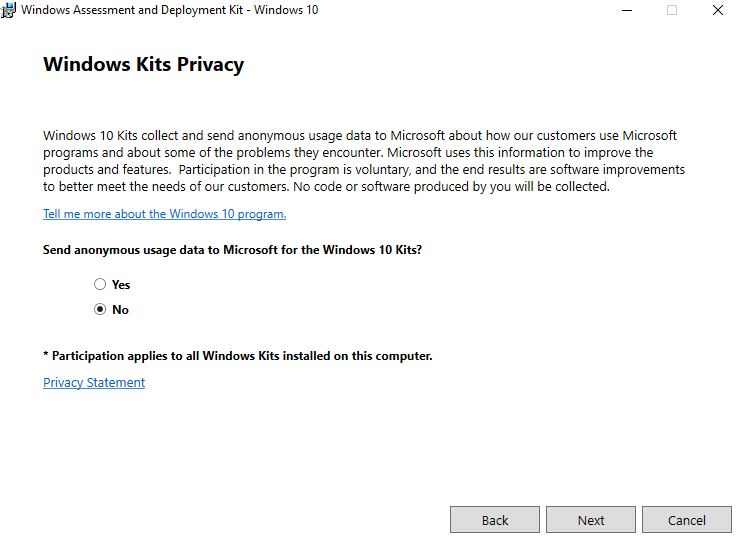 Windows Assessment and Deployment Kit - Windows 10
Windows Kits Privacy
Windows 10 Kits collect and send anonymous usage data to Microsoft about how our customers use Microsoft
programs and about some of the problems they encounter. Microsoft uses this information to improve the
products and features.  Participation in the program is voluntary, and the end results are software improvements
to better meet the needs of our customers. No code or software produced by you will be collected.
Tell me more about the Windows 10 program.
Send anonymous usage data to Microsoft for the Windows 10 Kits?
Yes
No
* Participation applies to all Windows Kits installed on this computer.
Privacy Statement
Back Next Cancel